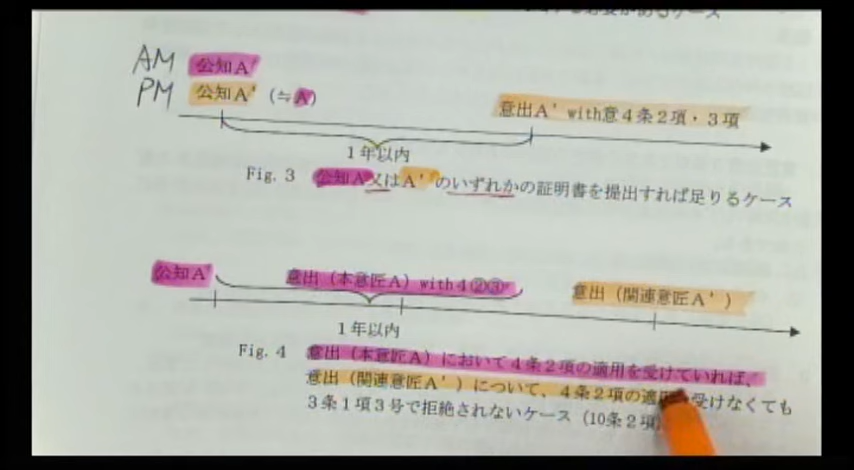 るケース
AM 公知A'
PM 公知A' (≒A)
意出A' with意4条2項・3項
1年以内
Fig. 3 公知A又はA'のいずれかの証明書を提出すれば足りるケース
公知A' 意出(本意匠A) with4②③ 意出(関連意匠A')
1年以内
Fig. 4 意出(本意匠A)において4条2項の適用を受けていれば、
意出(関連意匠A')について、4条2項の適 受けなくても
3条1項3号で拒絶されないケース(10条2項